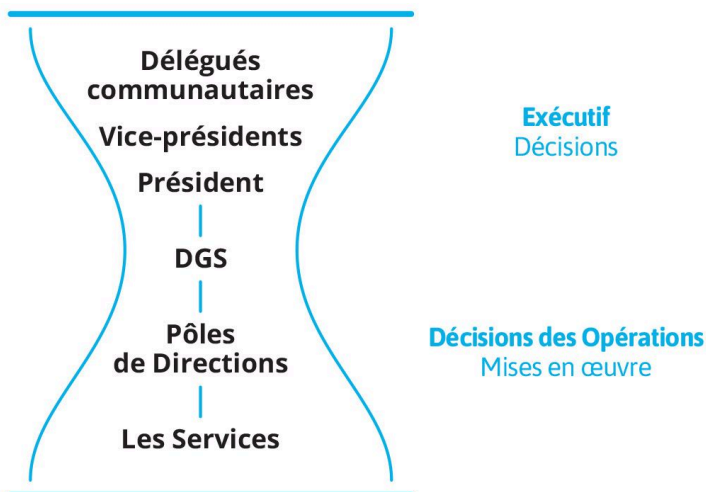 Délégués
communautaires
Vice-présidents
Président
DGS
Pôles
de Directions
Les Services
Exécutif
Décisions
Décisions des Opérations
Mises en œuvre